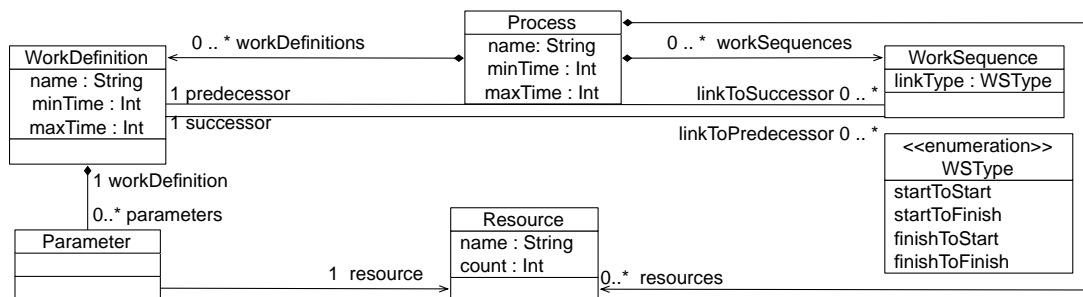 Process
name: String
minTime : Int
maxTime : Int
0 .. * workDefinitions
0 .. * workSequences
WorkDefinition
name : String
minTime : Int
maxTime : Int
WorkSequence
linkType : WSType
1 predecessor
linkToSuccessor 0 .. *
1 successor
linkToPredecessor 0 .. *
<<enumeration>>
WSType
startToStart
startToFinish
finishToStart
finishToFinish
1 workDefinition
0..* parameters
Parameter
Resource
name : String
count : Int
1 resource
0..* resources